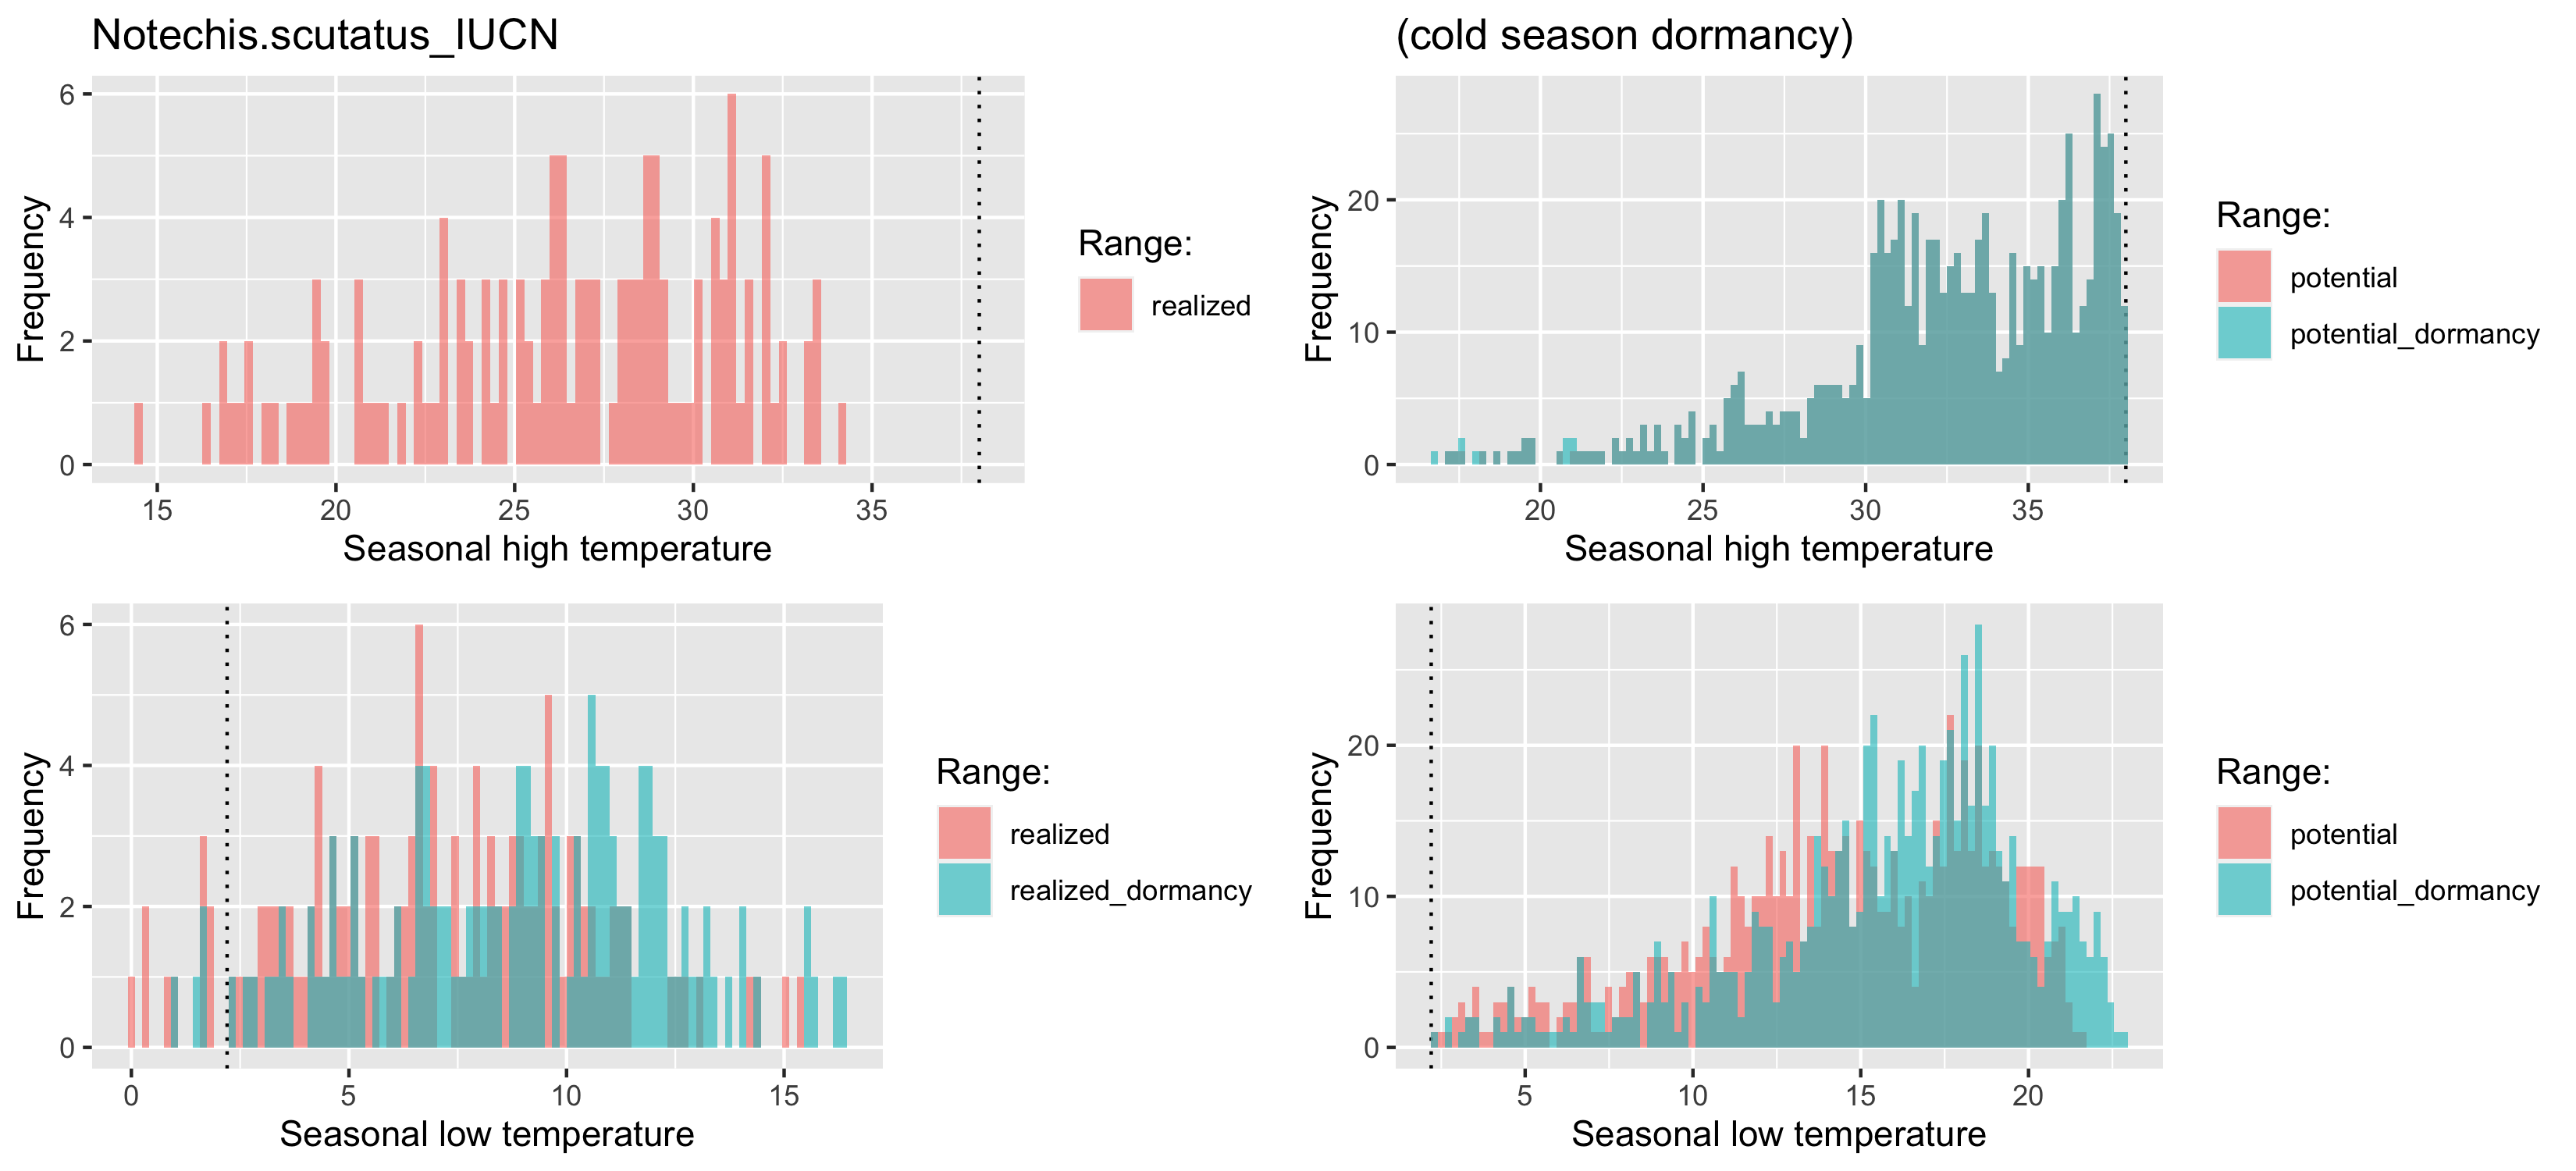 Notechis.scutatus_IUCN
Frequency
6
4
2
0
15
20
25
30
35
Seasonal high temperature
Range:
realized
(cold season dormancy)
Frequency
20
10
0
20
25
30
35
Seasonal high temperature
Range:
potential
potential_dormancy
Frequency
6
4
2
0
0
5
10
15
Seasonal low temperature
Range:
realized
realized_dormancy
Frequency
20
10
0
5
10
15
20
Seasonal low temperature
Range:
potential
potential_dormancy